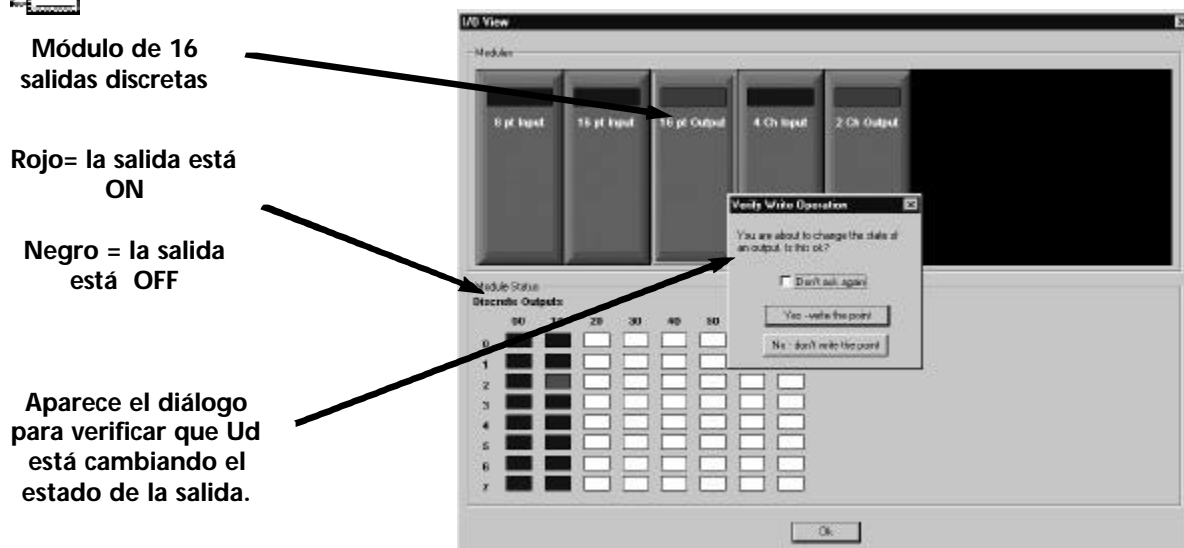 Módulo de 16
salidas discretas
Rojo= la salida está
ON
Negro = la salida
está OFF
Aparece el diálogo
para verificar que Ud
está cambiando el
estado de la salida.
I/O View
Modules
8 pt Input
16 pt Input
16 pt Output
4 Ch Input
2 Ch Output
Verify Write Operation
You are about to change the state of
an output. Is this ok?
Don't ask again
Yes - write the point
No - don't write the point
Module Status
Discrete Outputs
00 10 20 30 40 50
0
1
2
3
4
5
6
7
Ok